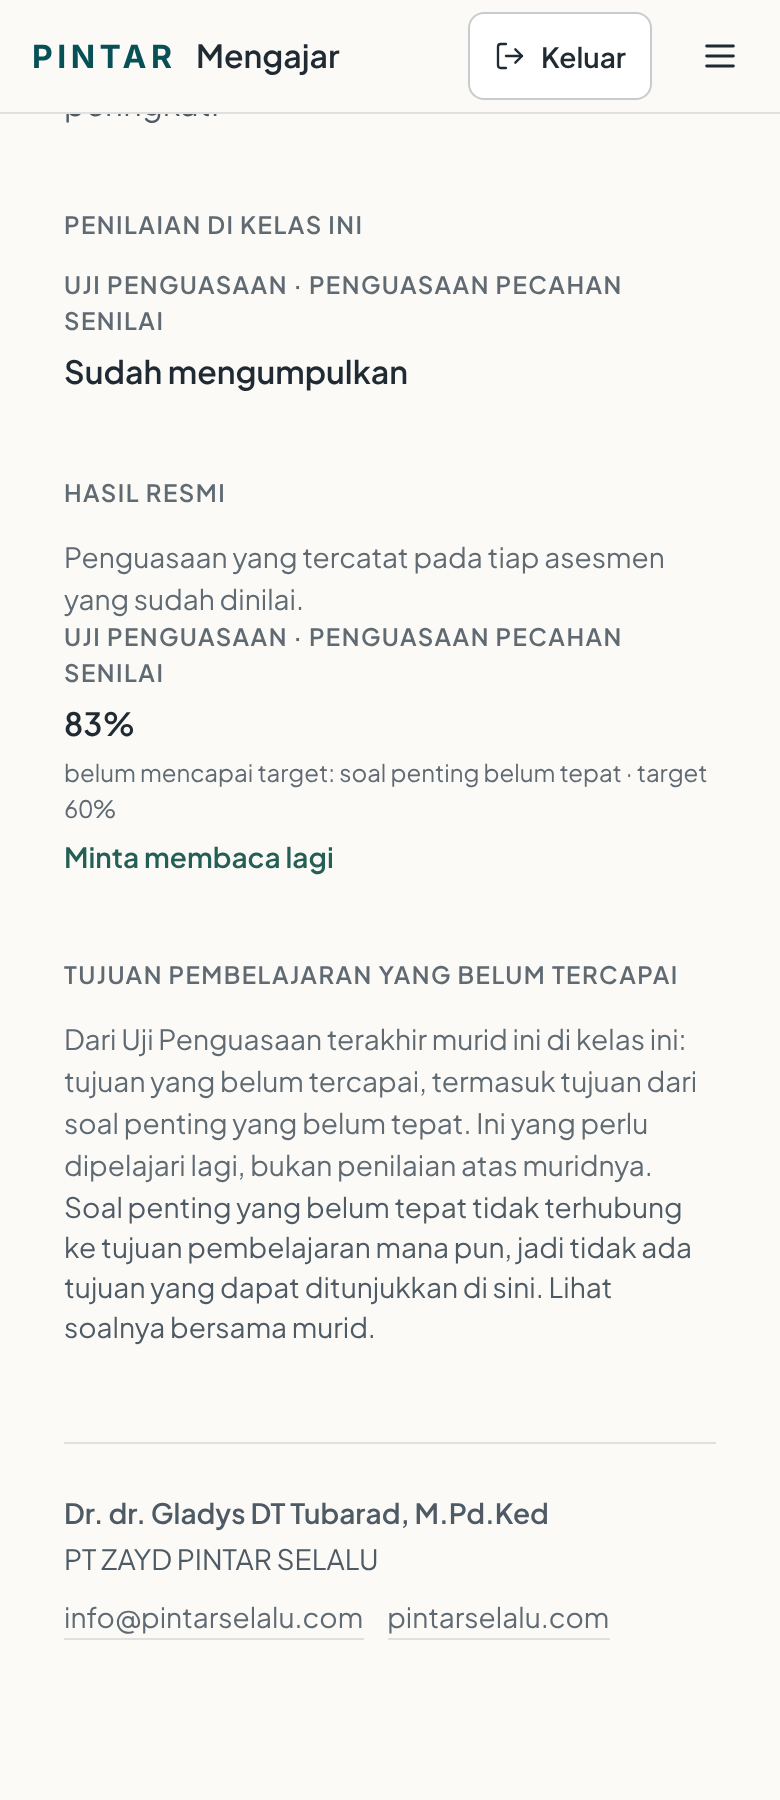 PINTAR Mengajar
Keluar
PENILAIAN DI KELAS INI
UJI PENGUASAAN · PENGUASAAN PECAHAN
SENILAI
Sudah mengumpulkan
HASIL RESMI
Penguasaan yang tercatat pada tiap asesmen
yang sudah dinilai.
UJI PENGUASAAN · PENGUASAAN PECAHAN
SENILAI
83%
belum mencapai target: soal penting belum tepat · target
60%
Minta membaca lagi
TUJUAN PEMBELAJARAN YANG BELUM TERCAPAI
Dari Uji Penguasaan terakhir murid ini di kelas ini:
tujuan yang belum tercapai, termasuk tujuan dari
soal penting yang belum tepat. Ini yang perlu
dipelajari lagi, bukan penilaian atas muridnya.
Soal penting yang belum tepat tidak terhubung
ke tujuan pembelajaran mana pun, jadi tidak ada
tujuan yang dapat ditunjukkan di sini. Lihat
soalnya bersama murid.
Dr. dr. Gladys DT Tubarad, M.Pd.Ked
PT ZAYD PINTAR SELALU
info@pintarselalu.com pintarselalu.com